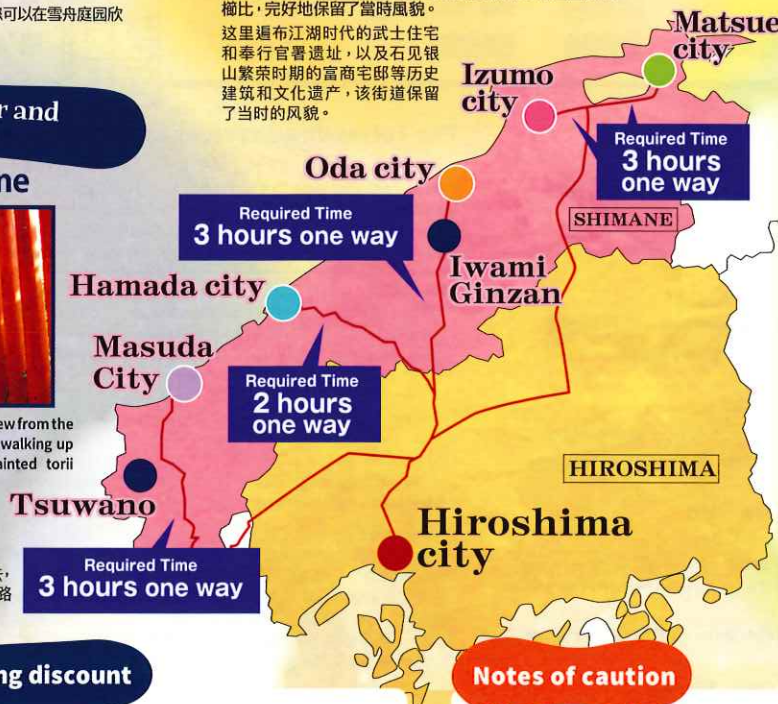 您可以在雪舟庭园欣
櫛比，完好地保留了當時風貌。
这里遍布江湖时代的武士住宅
和奉行官署遗址，以及石见银
山繁荣时期的富商宅邸等历史
建筑和文化遗产，该街道保留
了当时的风貌。
r and
ne
ew from the
walking up
ainted torii
路
ng discount
Matsue
city
Izumo
city
Required Time
3 hours
one way
Oda city
SHIMANE
Required Time
3 hours one way
Iwami
Ginzan
Hamada city
Masuda
City
Required Time
2 hours
one way
HIROSHIMA
Tsuwano
Hiroshima
city
Required Time
3 hours one way
Notes of caution